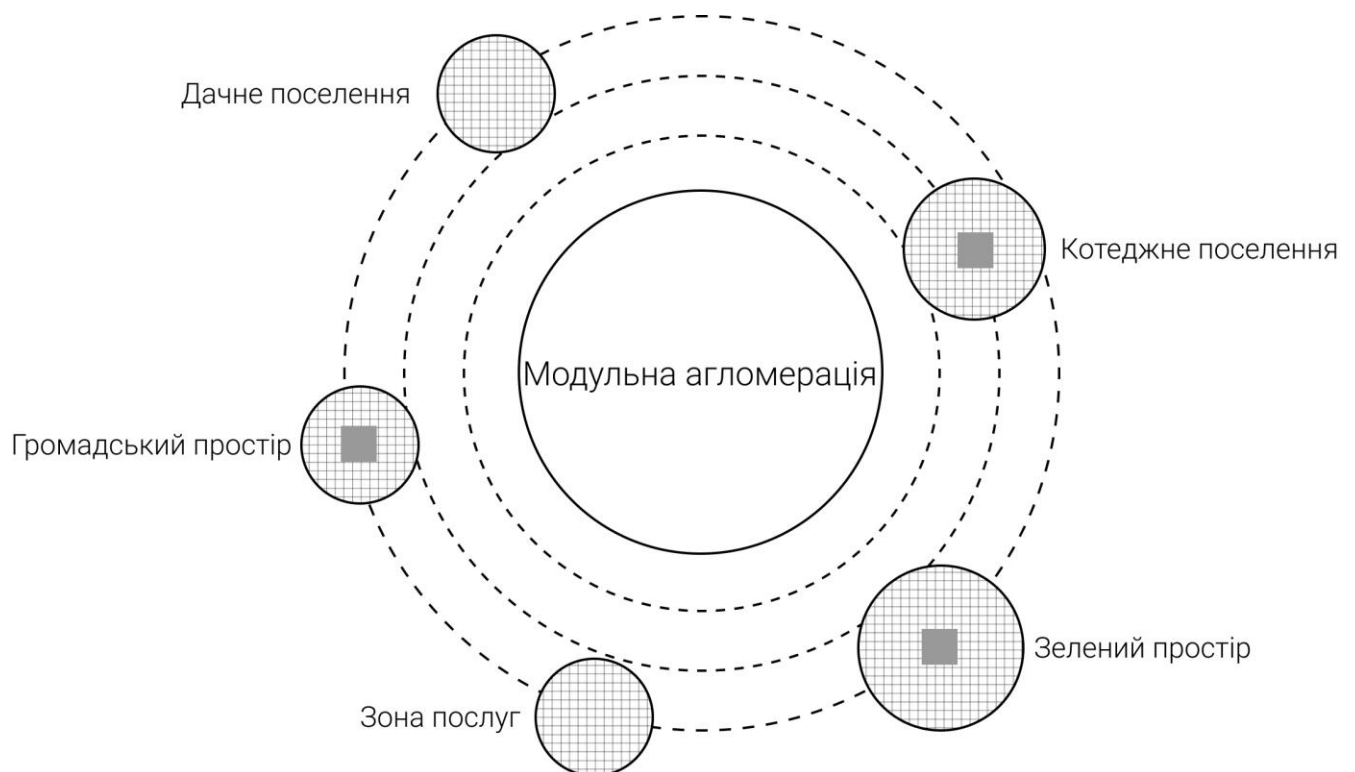 Дачне поселення
Котеджне поселення
Модульна агломерація
Громадський простір
Зелений простір
Зона послуг